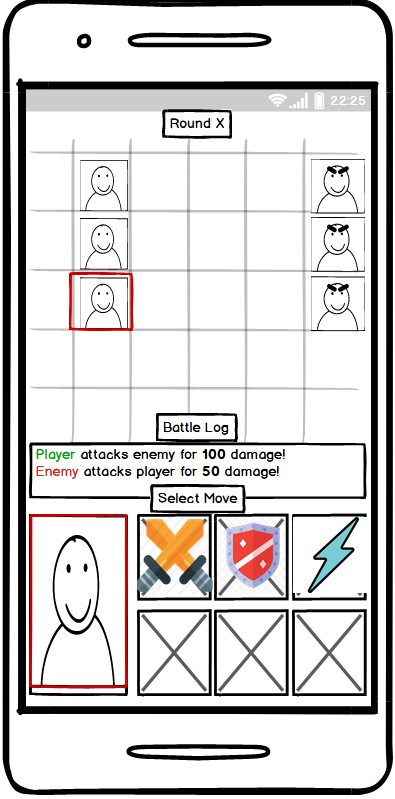 22:25
Round X
Battle Log
Player attacks enemy for 100 damage!
Enemy attacks player for 50 damage!
Select Move